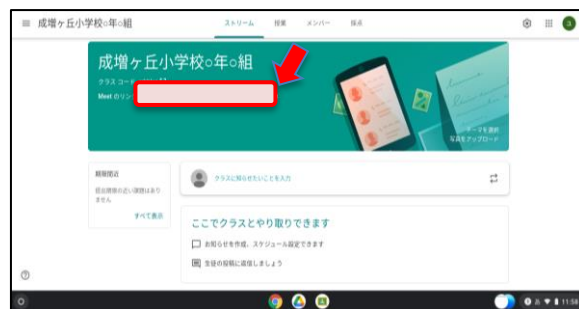 成増ヶ丘小学校○年○組
ストリーム 授業 メンバー 採点
成増ヶ丘小学校○年○組
クラス コード
Meet のリンク
テーマを選択
写真をアップロード
期限間近
提出期限の近い課題はあり
ません
すべて表示
クラスに知らせたいことを入力
ここでクラスとやり取りできます
お知らせを作成、スケジュール設定できます
生徒の投稿に返信しましょう
11:58